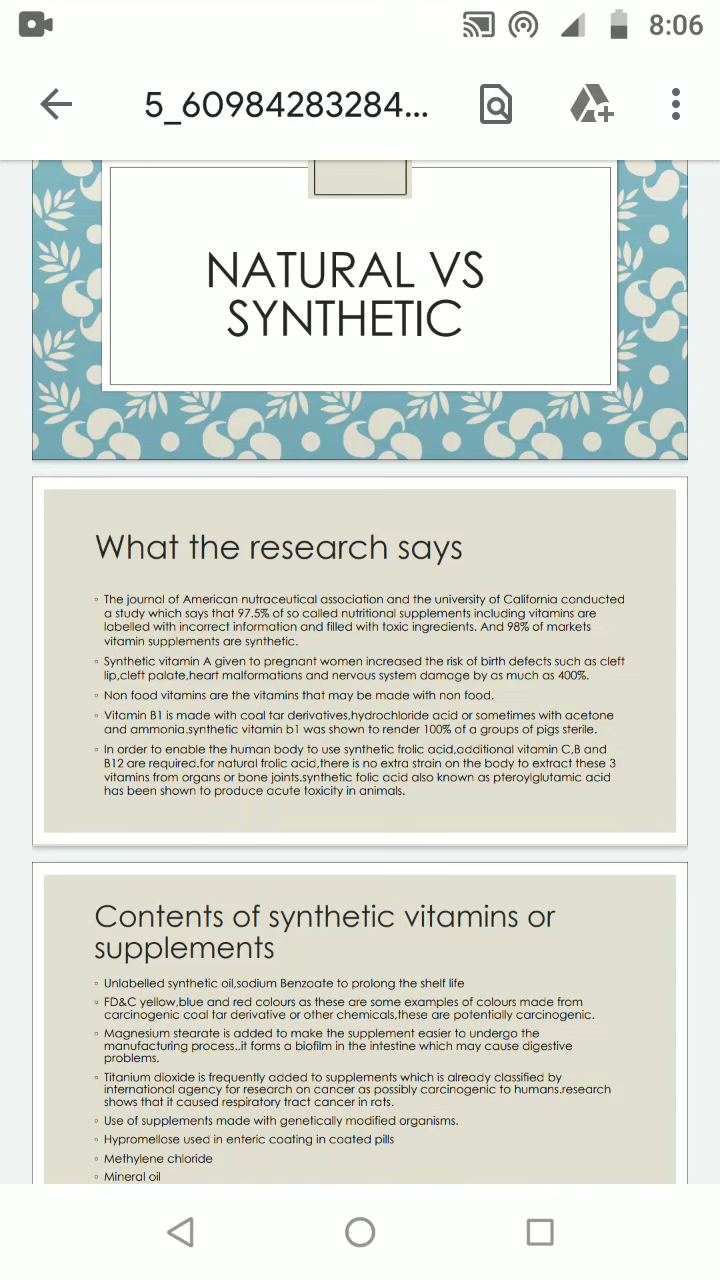 8:06
5_60984283284...
NATURAL VS
SYNTHETIC
What the research says
The journal of American nutraceutical association and the university of California conducted
a study which says that 97.5% of so called nutritional supplements including vitamins are
labelled with incorrect information and filled with toxic ingredients. And 98% of markets
vitamin supplements are synthetic.
Synthetic vitamin A given to pregnant women increased the risk of birth defects such as cleft
lip,cleft palate,heart malformations and nervous system damage by as much as 400%.
Non food vitamins are the vitamins that may be made with non food.
Vitamin B1 is made with coal tar derivatives,hydrochloride acid or sometimes with acetone
and ammonia.synthetic vitamin b1 was shown to render 100% of a groups of pigs sterile.
In order to enable the human body to use synthetic frolic acid,additional vitamin C,B and
B12 are required.for natural frolic acid,there is no extra strain on the body to extract these 3
vitamins from organs or bone joints.synthetic folic acid also known as pteroylglutamic acid
has been shown to produce acute toxicity in animals.
Contents of synthetic vitamins or
supplements
Unlabelled synthetic oil,sodium Benzoate to prolong the shelf life
FD&C yellow,blue and red colours as these are some examples of colours made from
carcinogenic coal tar derivative or other chemicals,these are potentially carcinogenic.
Magnesium stearate is added to make the supplement easier to undergo the
manufacturing process..it forms a biofilm in the intestine which may cause digestive
problems.
Titanium dioxide is frequently added to supplements which is already classified by
international agency for research on cancer as possibly carcinogenic to humans.research
shows that it caused respiratory tract cancer in rats.
Use of supplements made with genetically modified organisms.
Hypromellose used in enteric coating in coated pills
Methylene chloride
Mineral oil